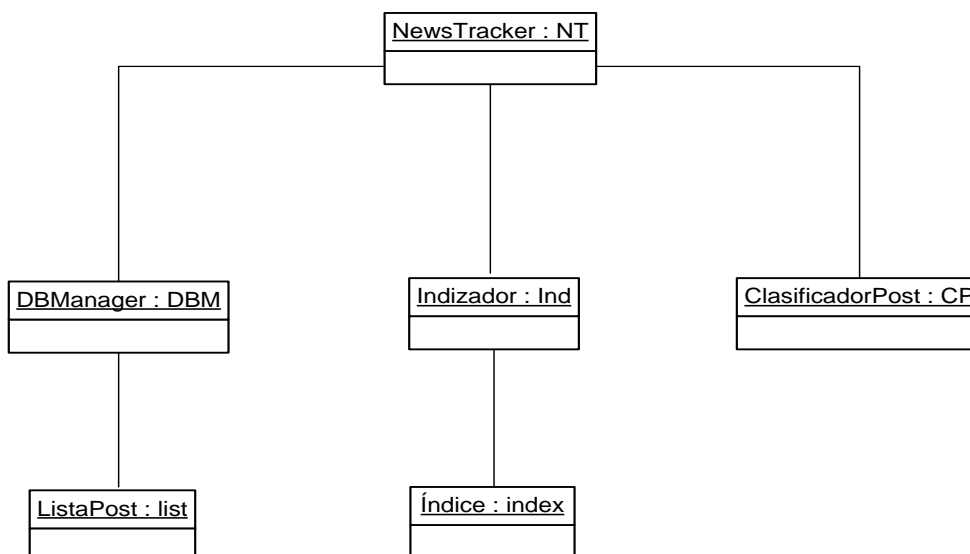 NewsTracker : NT
DBManager : DBM
Indizador : Ind
ClasificadorPost : CP
ListaPost : list
Índice : index